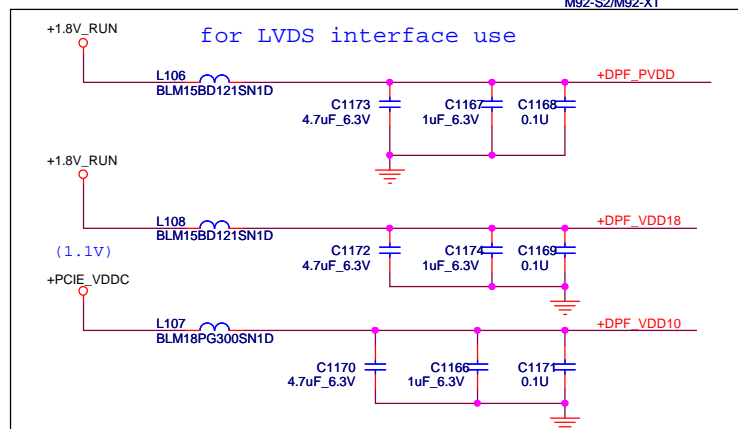 M92-S2/M92-XT
for LVDS interface use
+1.8V_RUN
L106
BLM15BD121SN1D
+DPF_PVDD
C1173
4.7uF_6.3V
C1167
1uF_6.3V
C1168
0.1U
+1.8V_RUN
L108
BLM15BD121SN1D
+DPF_VDD18
(1.1V)
C1172
4.7uF_6.3V
C1174
1uF_6.3V
C1169
0.1U
+PCIE_VDDC
L107
BLM18PG300SN1D
+DPF_VDD10
C1170
4.7uF_6.3V
C1166
1uF_6.3V
C1171
0.1U